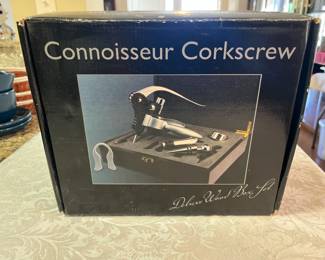 Connoisseur Corkscrew
Deluxe Wood Box Set